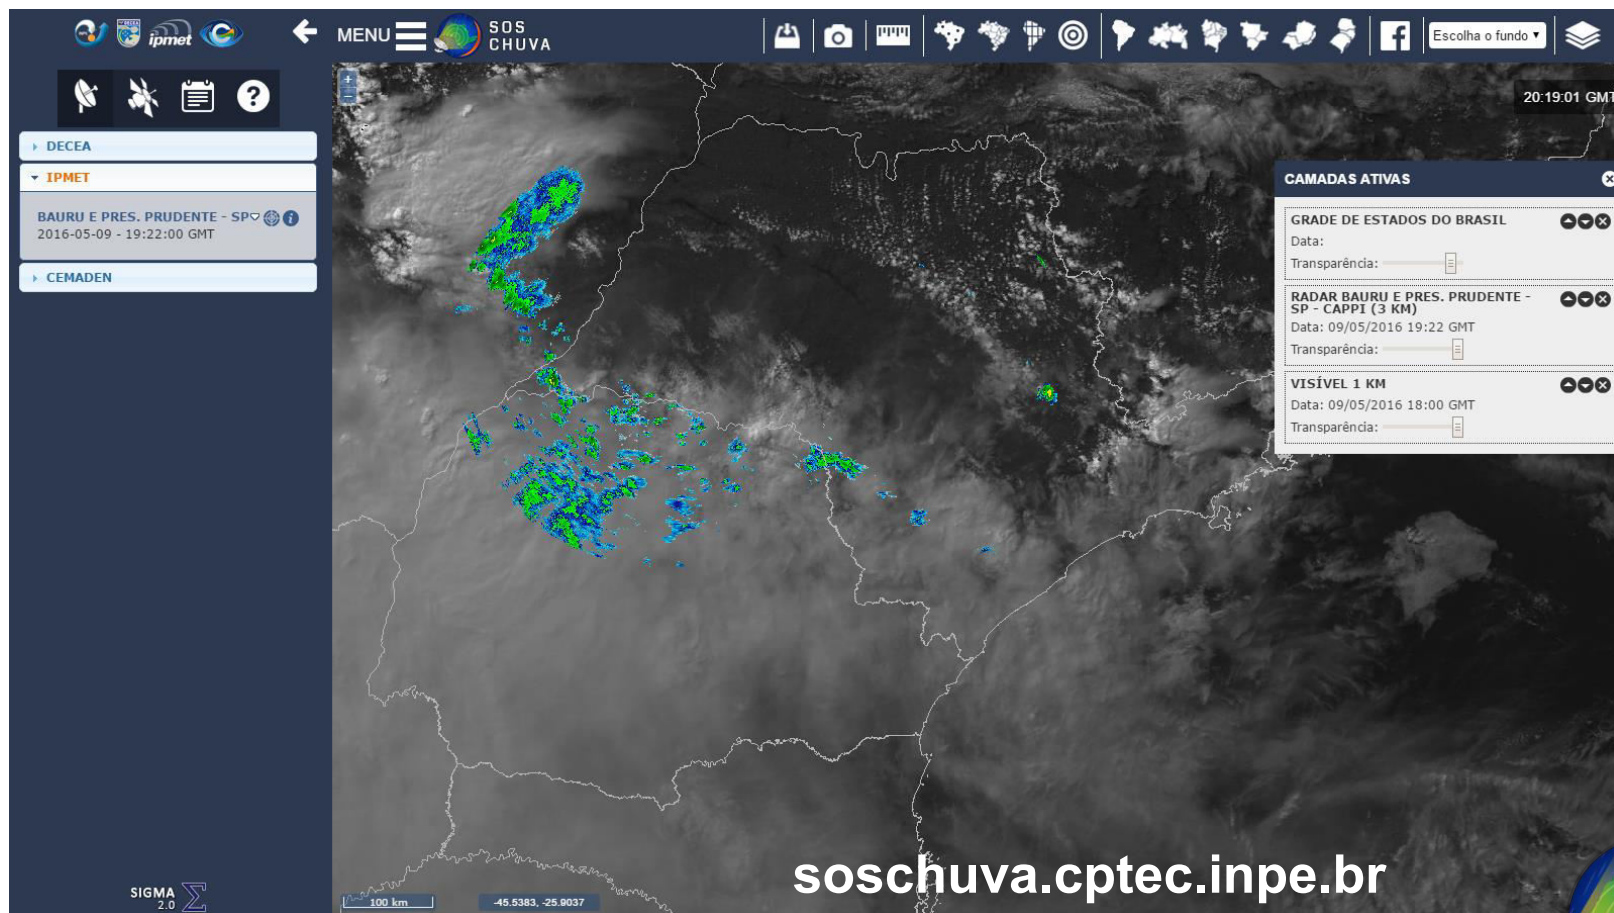 ipmet
MENU
SOS
CHUVA
Escolha o fundo
20:19:01 GMT
DECEA
IPMET
BAURU E PRES. PRUDENTE - SP
2016-05-09 - 19:22:00 GMT
CEMADEN
CAMADAS ATIVAS
GRADE DE ESTADOS DO BRASIL
Data:
Transparência:
RADAR BAURU E PRES. PRUDENTE -
SP - CAPPI (3 KM)
Data: 09/05/2016 19:22 GMT
Transparência:
VISÍVEL 1 KM
Data: 09/05/2016 18:00 GMT
Transparência:
soschuva.cptec.inpe.br
SIGMA
2.0
100 km
-45.5383, -25.9037